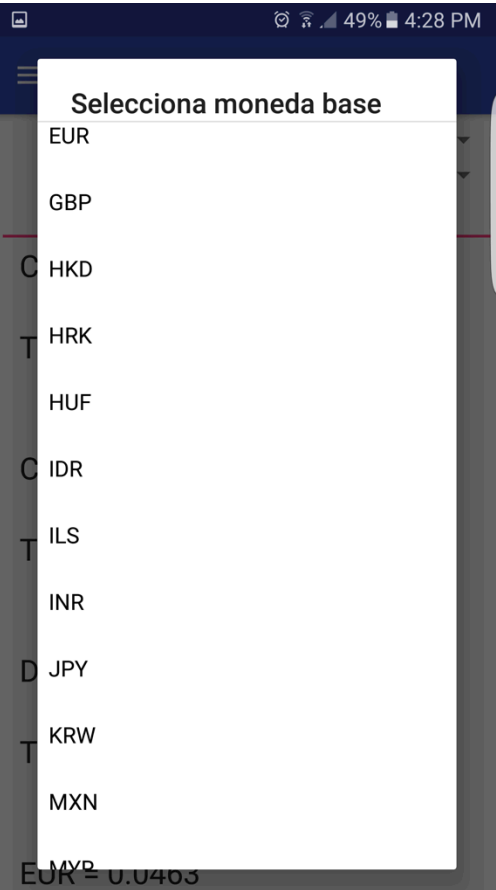 49% 4:28 PM
Selecciona moneda base
EUR
GBP
C
HKD
T
HRK
HUF
C
IDR
T
ILS
INR
D
JPY
T
KRW
MXN
MYR
EUR = 0.0463